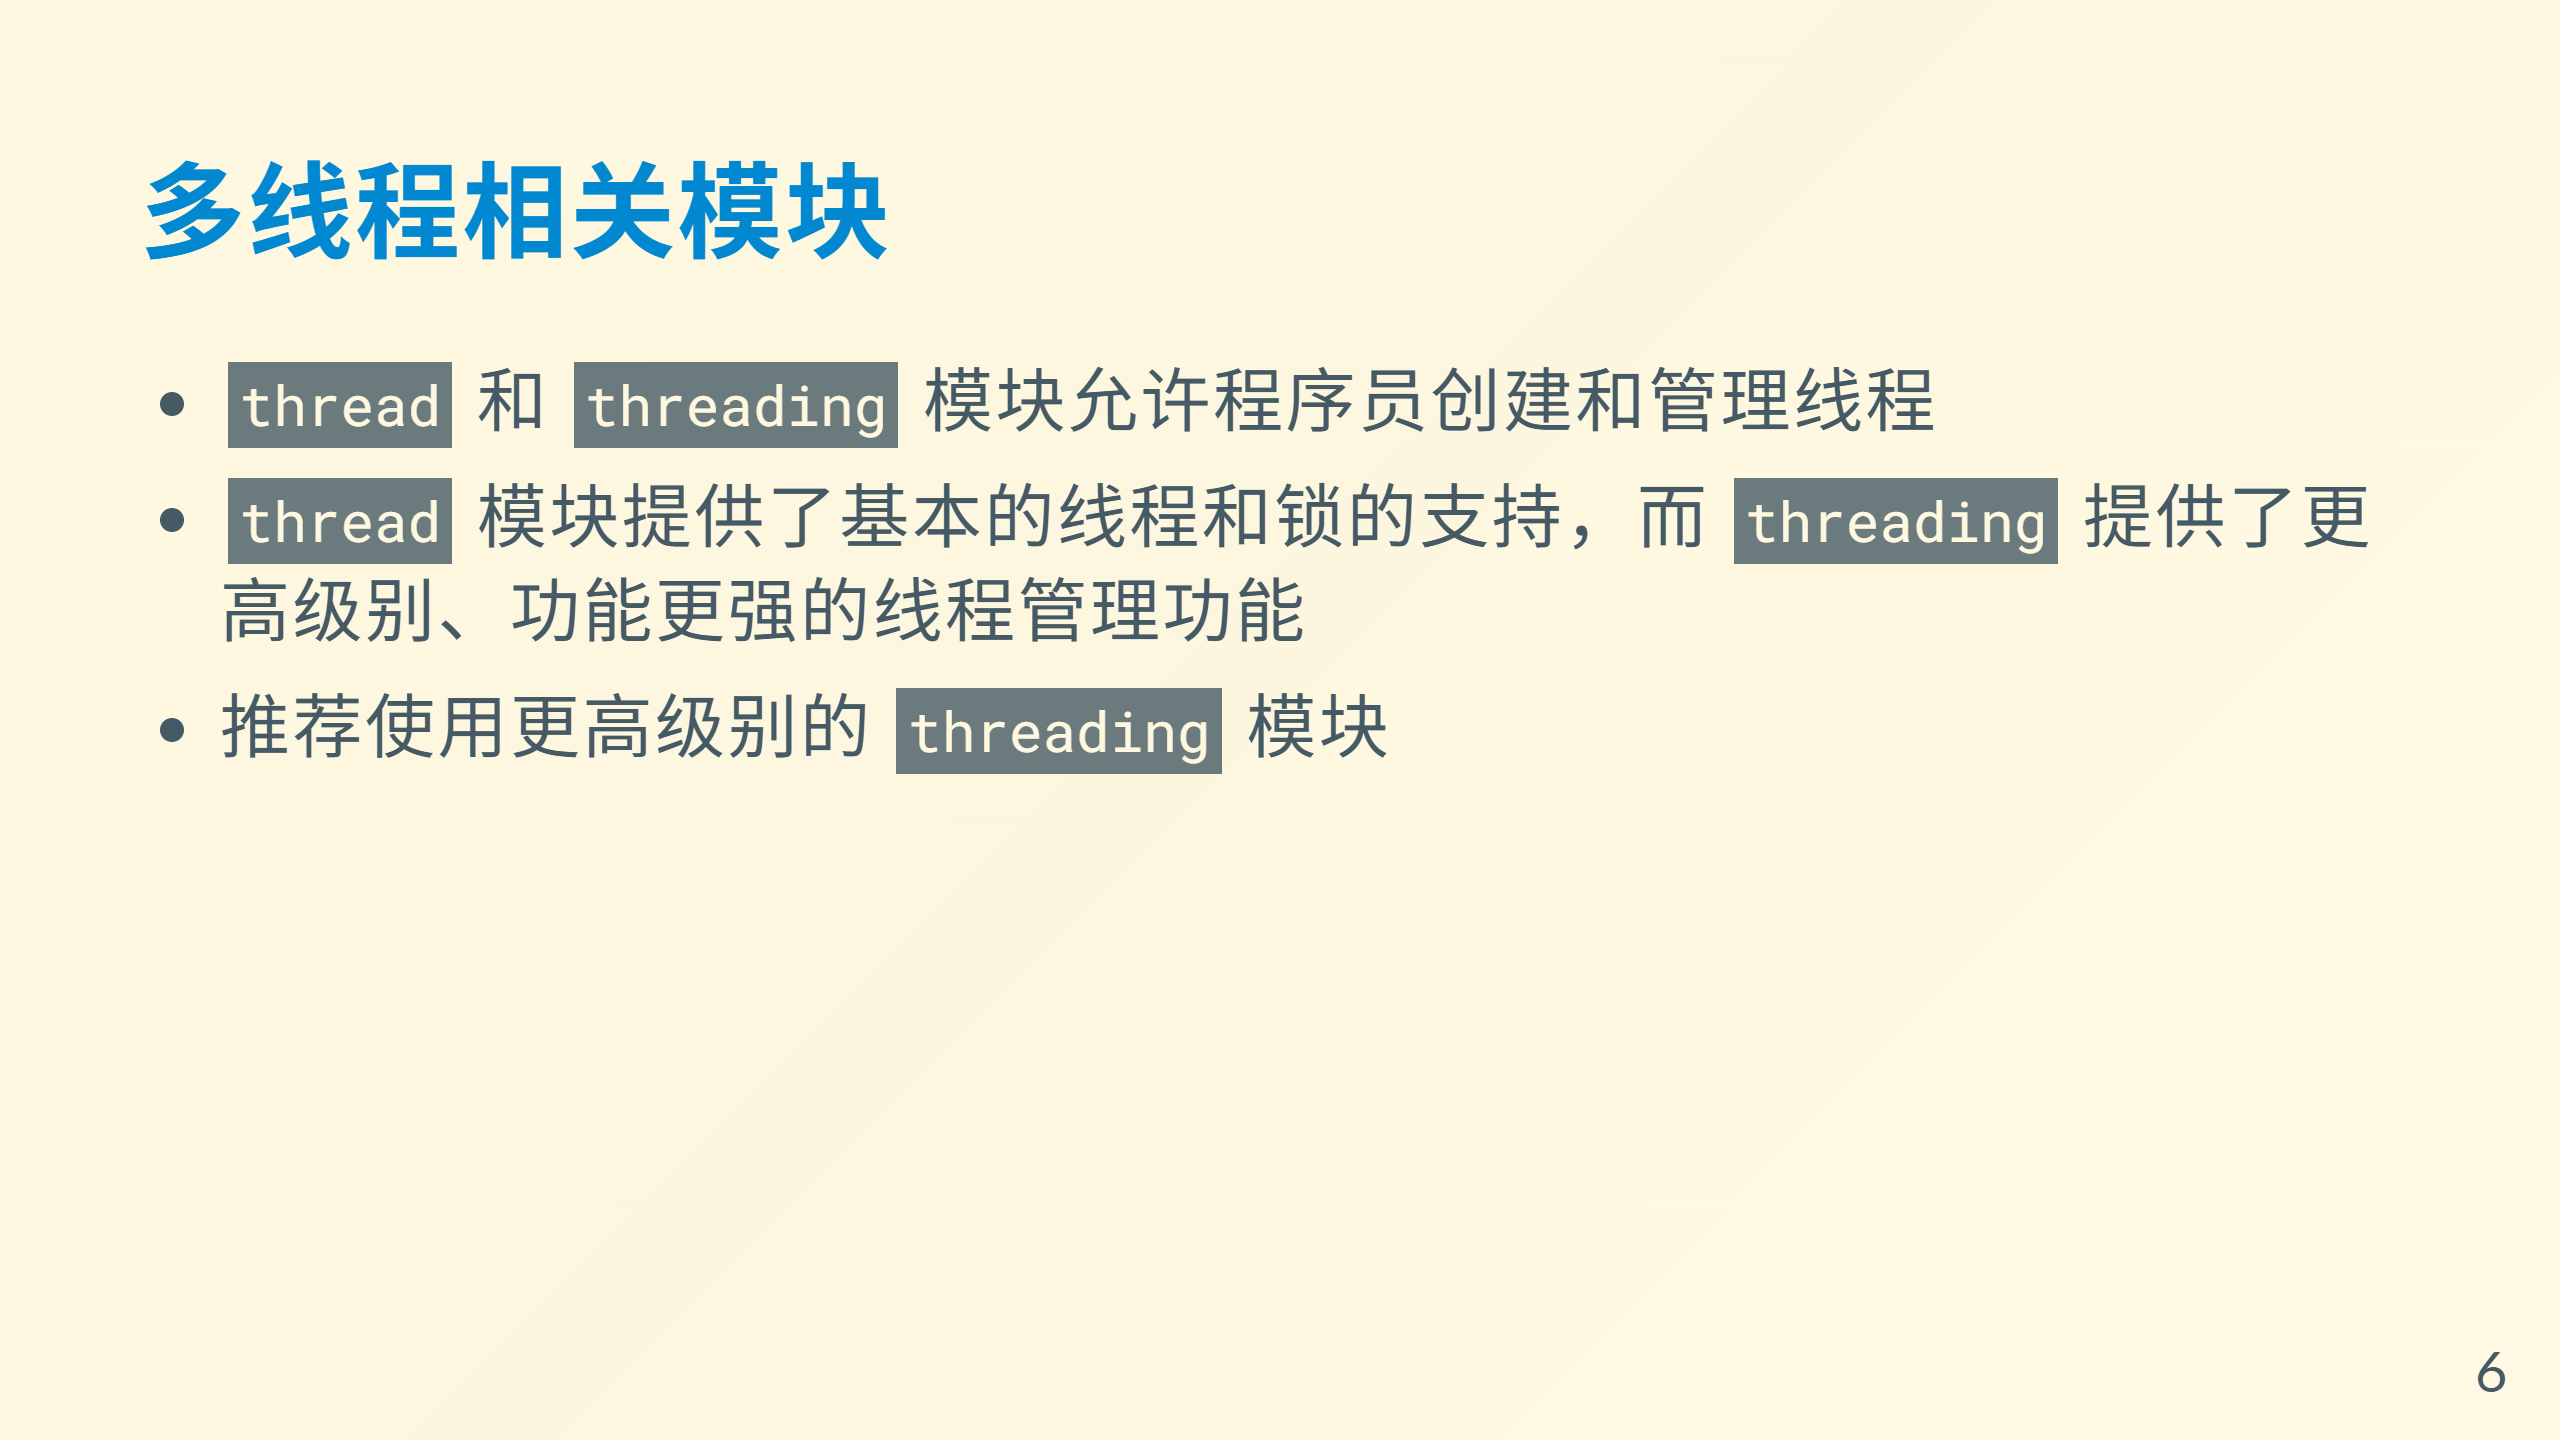 多线程相关模块
thread 和 threading 模块允许程序员创建和管理线程
thread 模块提供了基本的线程和锁的支持，而 threading 提供了更
高级别、功能更强的线程管理功能
推荐使用更高级别的 threading 模块
6